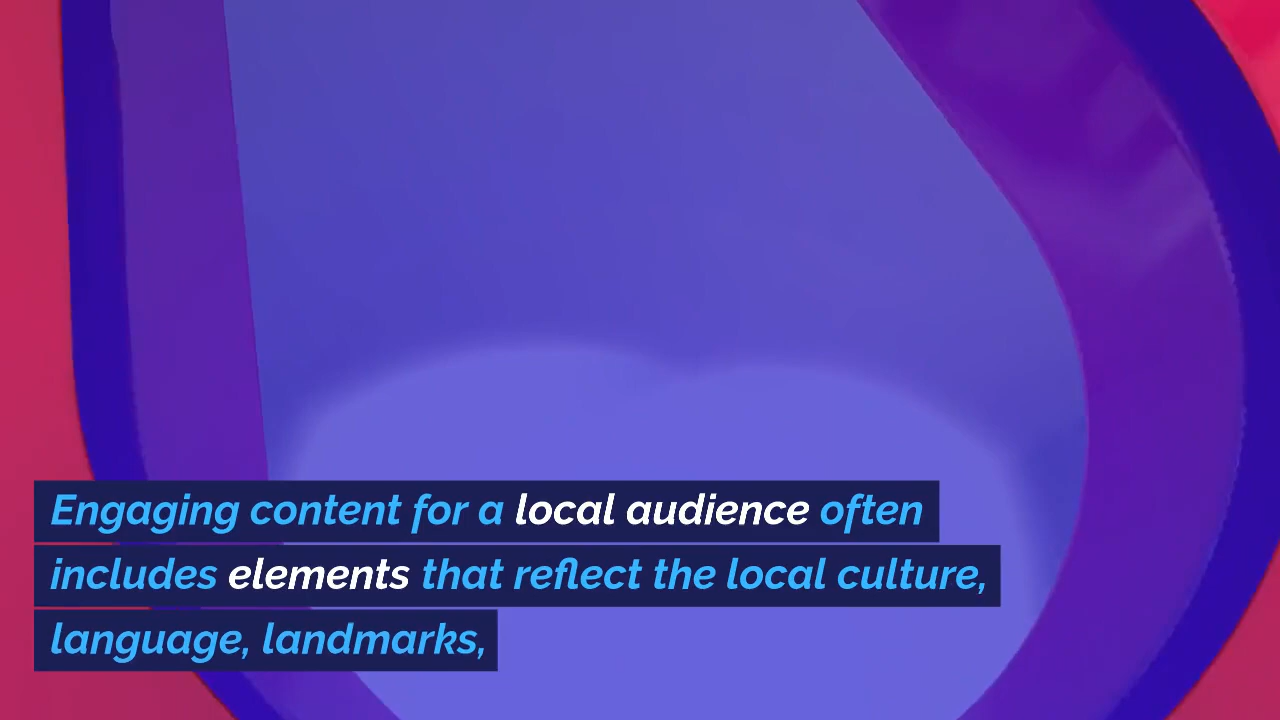 Engaging content for a local audience often
includes elements that reflect the local culture,
language, landmarks,